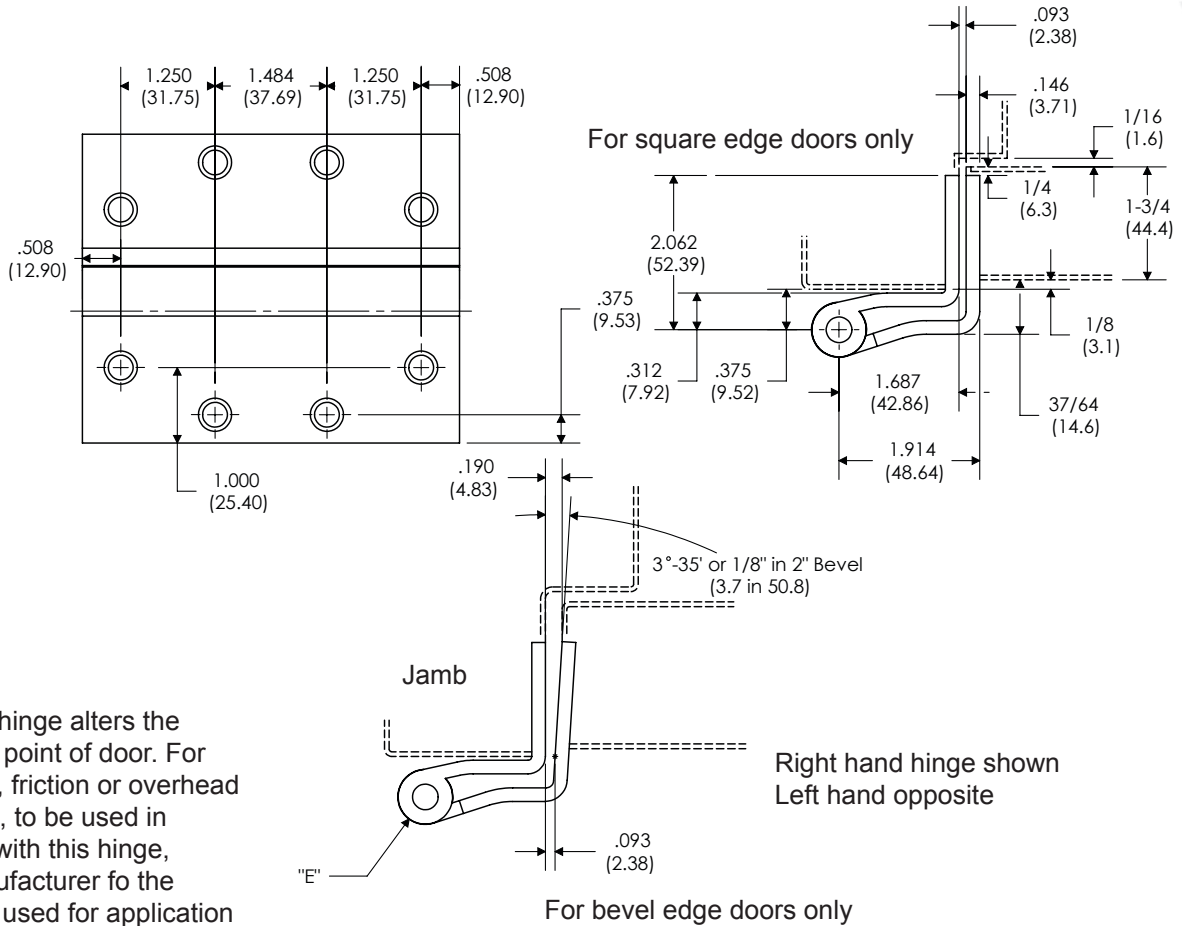 1.250
(31.75)
1.484
(37.69)
1.250
(31.75)
.508
(12.90)
.508
(12.90)
1.000
(25.40)
.375
(9.53)
For square edge doors only
.093
(2.38)
.146
(3.71)
1/16
(1.6)
1/4
(6.3)
1-3/4
(44.4)
2.062
(52.39)
.312
(7.92)
.375
(9.52)
1.687
(42.86)
1.914
(48.64)
1/8
(3.1)
37/64
(14.6)
.190
(4.83)
3°-35' or 1/8" in 2" Bevel
(3.7 in 50.8)
Jamb
hinge alters the
point of door. For
, friction or overhead
, to be used in
with this hinge,
ufacturer fo the
used for application
"E"
.093
(2.38)
Right hand hinge shown
Left hand opposite
For bevel edge doors only